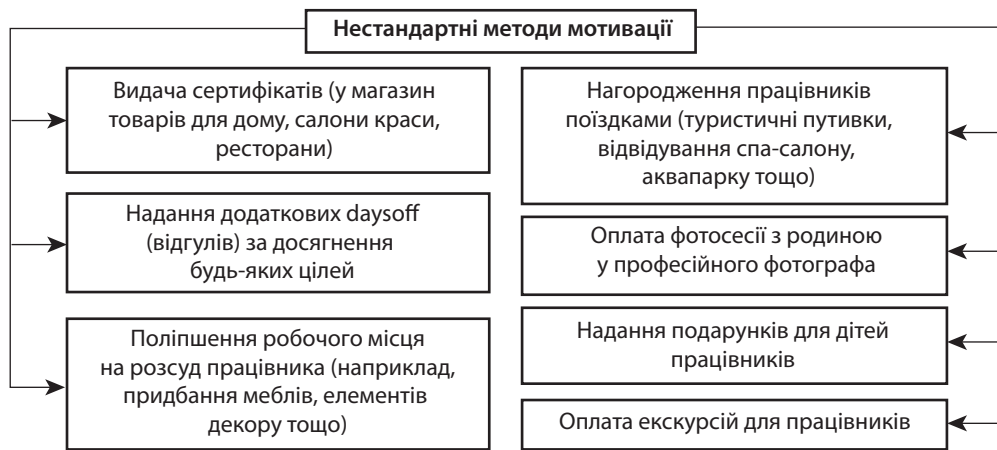 Нестандартні методи мотивації
Видача сертифікатів (у магазин
товарів для дому, салони краси,
ресторани)
Надання додаткових daysoff
(відгулів) за досягнення
будь-яких цілей
Поліпшення робочого місця
на розсуд працівника (наприклад,
придбання меблів, елементів
декору тощо)
Нагородження працівників
поїздками (туристичні путивки,
відвідування спа-салону,
аквапарку тощо)
Оплата фотосесії з родиною
у професійного фотографа
Надання подарунків для дітей
працівників
Оплата екскурсій для працівників